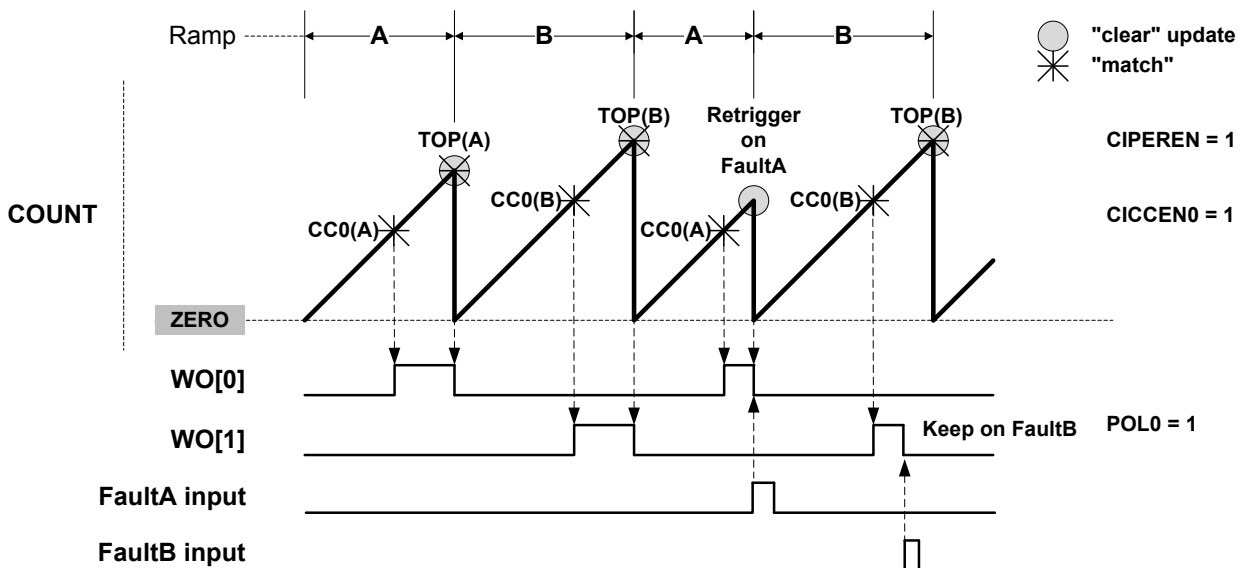 Ramp
A
B
A
B
"clear" update
"match"
TOP(A)
TOP(B)
Retrigger
on
FaultA
TOP(B)
CIPEREN = 1
COUNT
CC0(A)
CC0(B)
CC0(A)
CC0(B)
CICCEN0 = 1
ZERO
WO[0]
WO[1]
Keep on FaultB
POL0 = 1
FaultA input
FaultB input